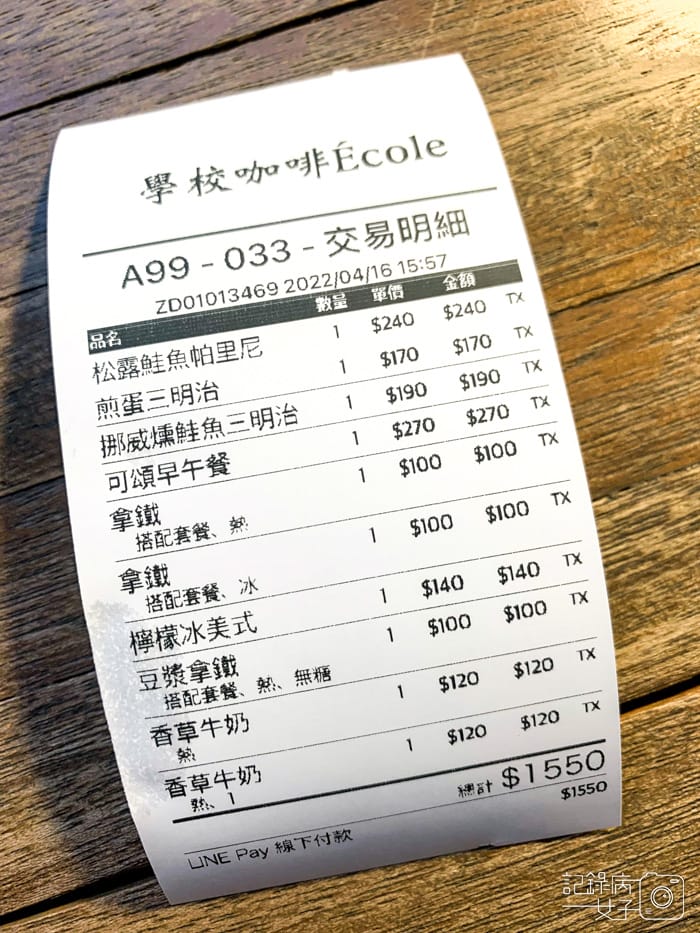 學校咖啡École
A99 - 033 - 交易明細
ZD01013469 2022/04/16 15:57
品名 數量 單價 金額
松露鮭魚帕里尼 1 $240 $240 TX
煎蛋三明治 1 $170 $170 TX
挪威燻鮭魚三明治 1 $190 $190 TX
可頌早午餐 1 $270 $270 TX
拿鐵 1 $100 $100 TX
搭配套餐、熱
拿鐵 1 $100 $100 TX
搭配套餐、冰
檸檬冰美式 1 $140 $140 TX
豆漿拿鐵 1 $100 $100 TX
搭配套餐、熱、無糖
香草牛奶 1 $120 $120 TX
熱
香草牛奶 1 $120 $120 TX
熱、1
總計 $1550
LINE Pay 線下付款 $1550
記錄病女子